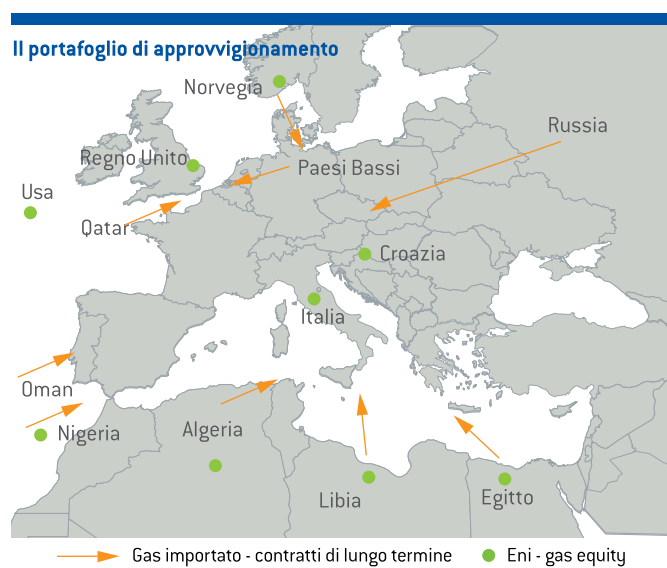 Il portafoglio di approvvigionamento
Norvegia
Russia
Regno Unito
Paesi Bassi
Usa
Qatar
Croazia
Italia
Oman
Nigeria
Algeria
Libia
Egitto
Gas importato - contratti di lungo termine
Eni - gas equity